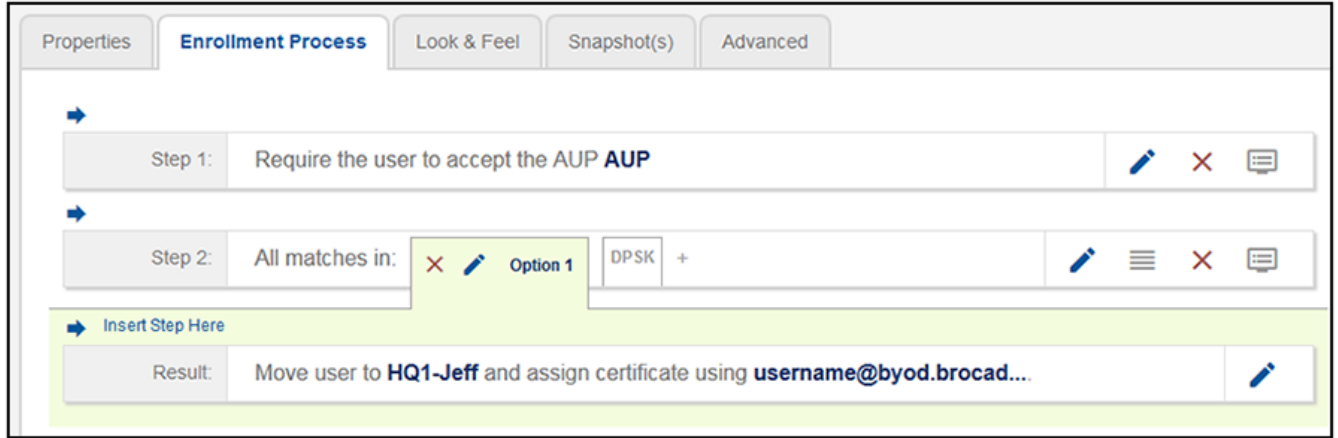 Properties Enrollment Process Look & Feel Snapshot(s) Advanced
Step 1: Require the user to accept the AUP AUP
Step 2: All matches in: Option 1 DPSK +
Insert Step Here
Result: Move user to HQ1-Jeff and assign certificate using username@byod.brocad....